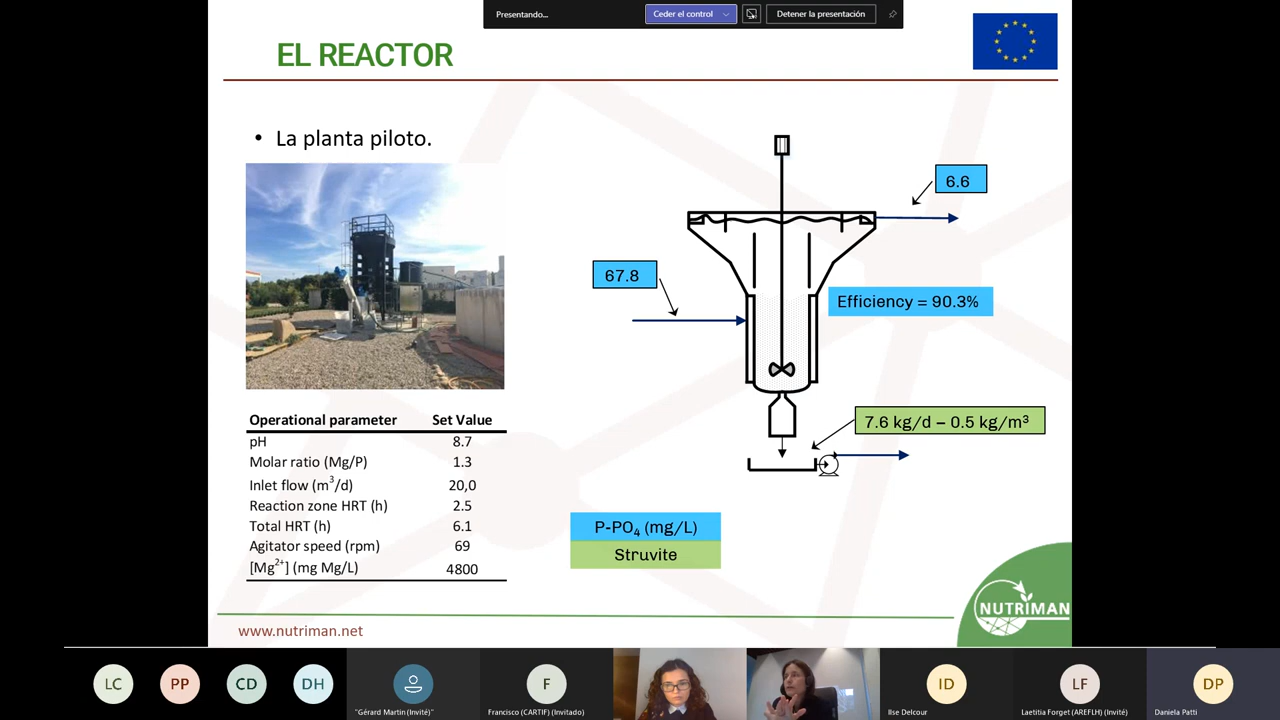 Presentando...
Ceder el control
Detener la presentación
EL REACTOR
• La planta piloto.
6.6
67.8
Efficiency = 90.3%
7.6 kg/d – 0.5 kg/m³
Operational parameter Set Value
pH 8.7
Molar ratio (Mg/P) 1.3
Inlet flow (m³/d) 20,0
Reaction zone HRT (h) 2.5
Total HRT (h) 6.1
Agitator speed (rpm) 69
[Mg²⁺] (mg Mg/L) 4800
P-PO₄ (mg/L)
Struvite
NUTRIMAN
www.nutriman.net
LC
PP
CD
DH
F
ID
LF
DP
"Gérard Martin (Invité)"
Francisco (CARTIF) (Invitado)
Ilse Delcour
Laetitia Forget (AREFLH) (Invité)
Daniela Patti